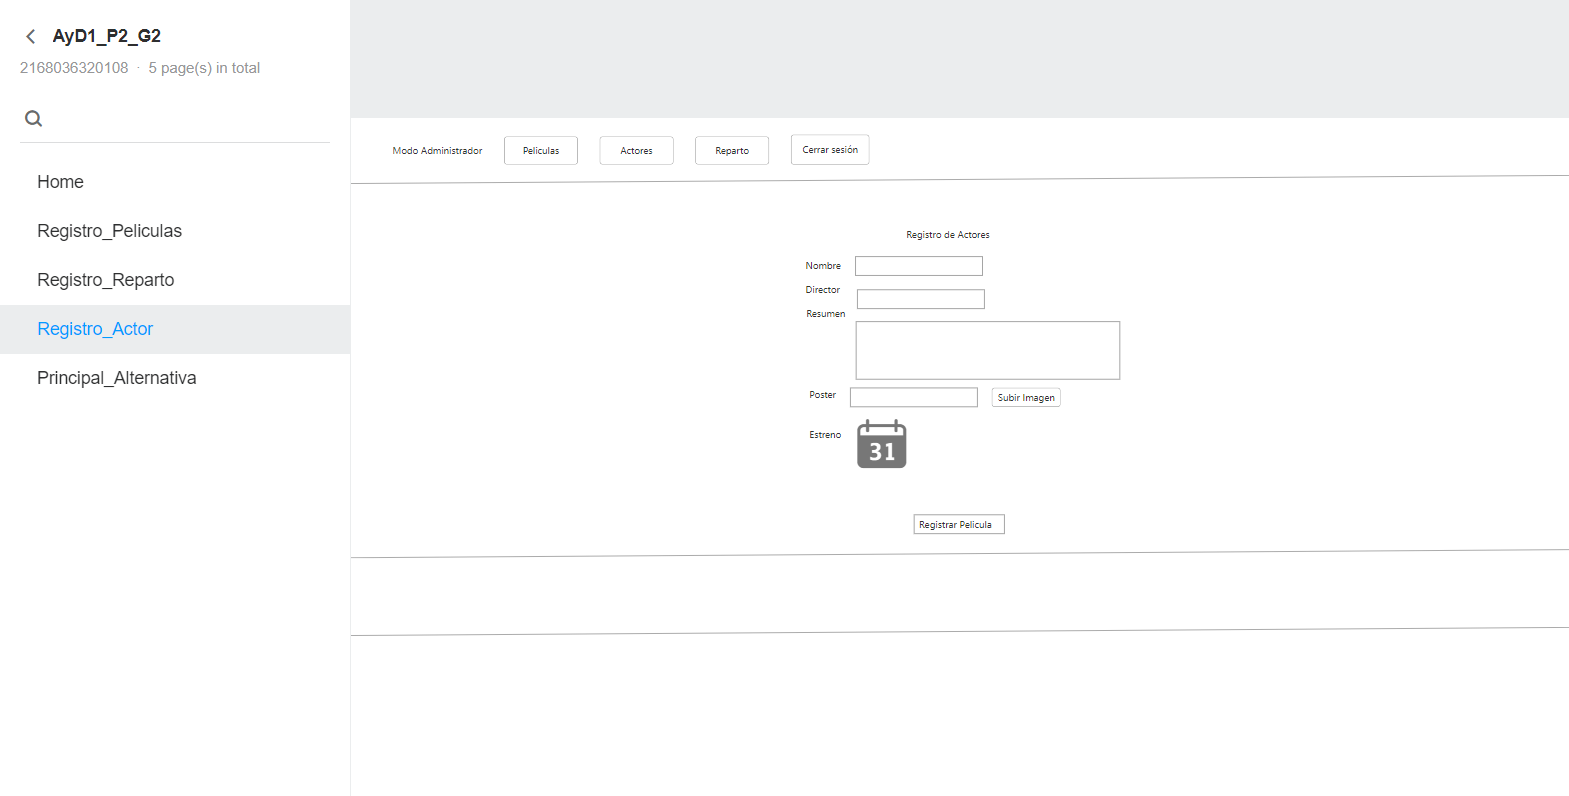 AyD1_P2_G2
2168036320108 · 5 page(s) in total
Home
Registro_Peliculas
Registro_Reparto
Registro_Actor
Principal_Alternativa
Modo Administrador
Peliculas
Actores
Reparto
Cerrar sesión
Registro de Actores
Nombre
Director
Resumen
Poster
Subir Imagen
Estreno
31
Registrar Pelicula